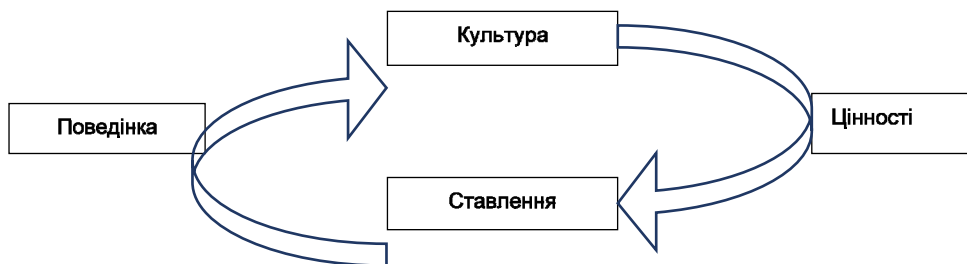 Культура
Поведінка
Цінності
Ставлення